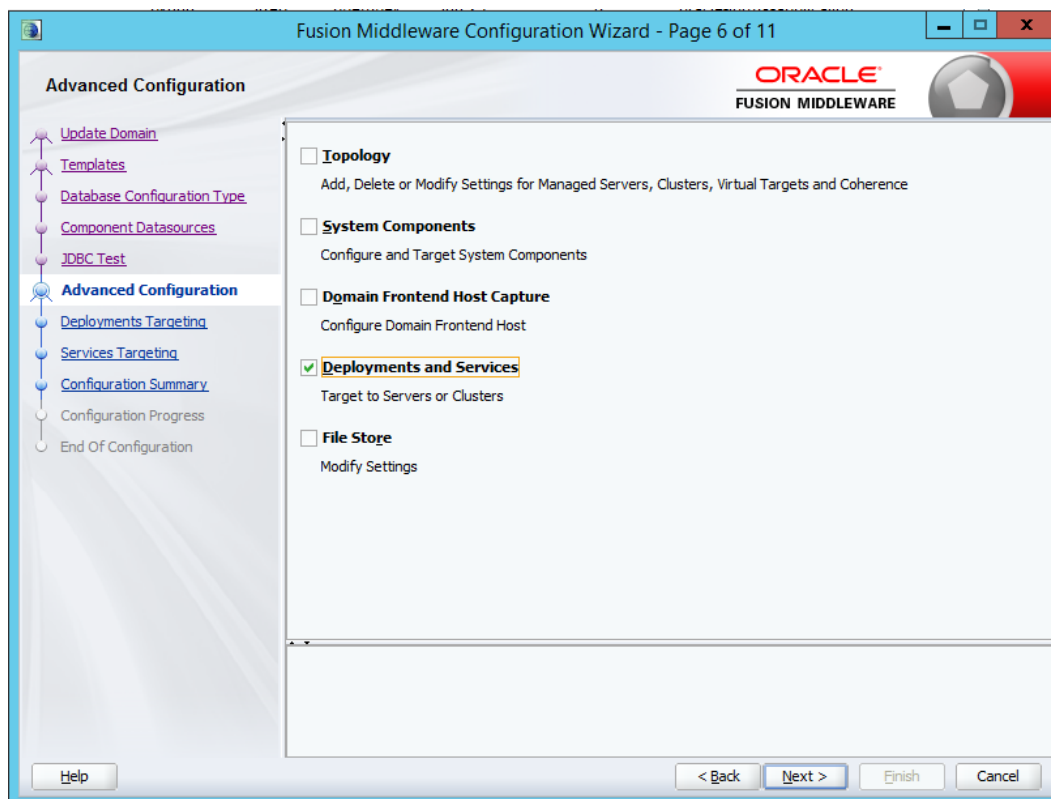 Fusion Middleware Configuration Wizard - Page 6 of 11
Advanced Configuration
ORACLE
FUSION MIDDLEWARE
Update Domain
Templates
Database Configuration Type
Component Datasources
JDBC Test
Advanced Configuration
Deployments Targeting
Services Targeting
Configuration Summary
Configuration Progress
End Of Configuration
Topology
Add, Delete or Modify Settings for Managed Servers, Clusters, Virtual Targets and Coherence
System Components
Configure and Target System Components
Domain Frontend Host Capture
Configure Domain Frontend Host
Deployments and Services
Target to Servers or Clusters
File Store
Modify Settings
Help
< Back
Next >
Finish
Cancel